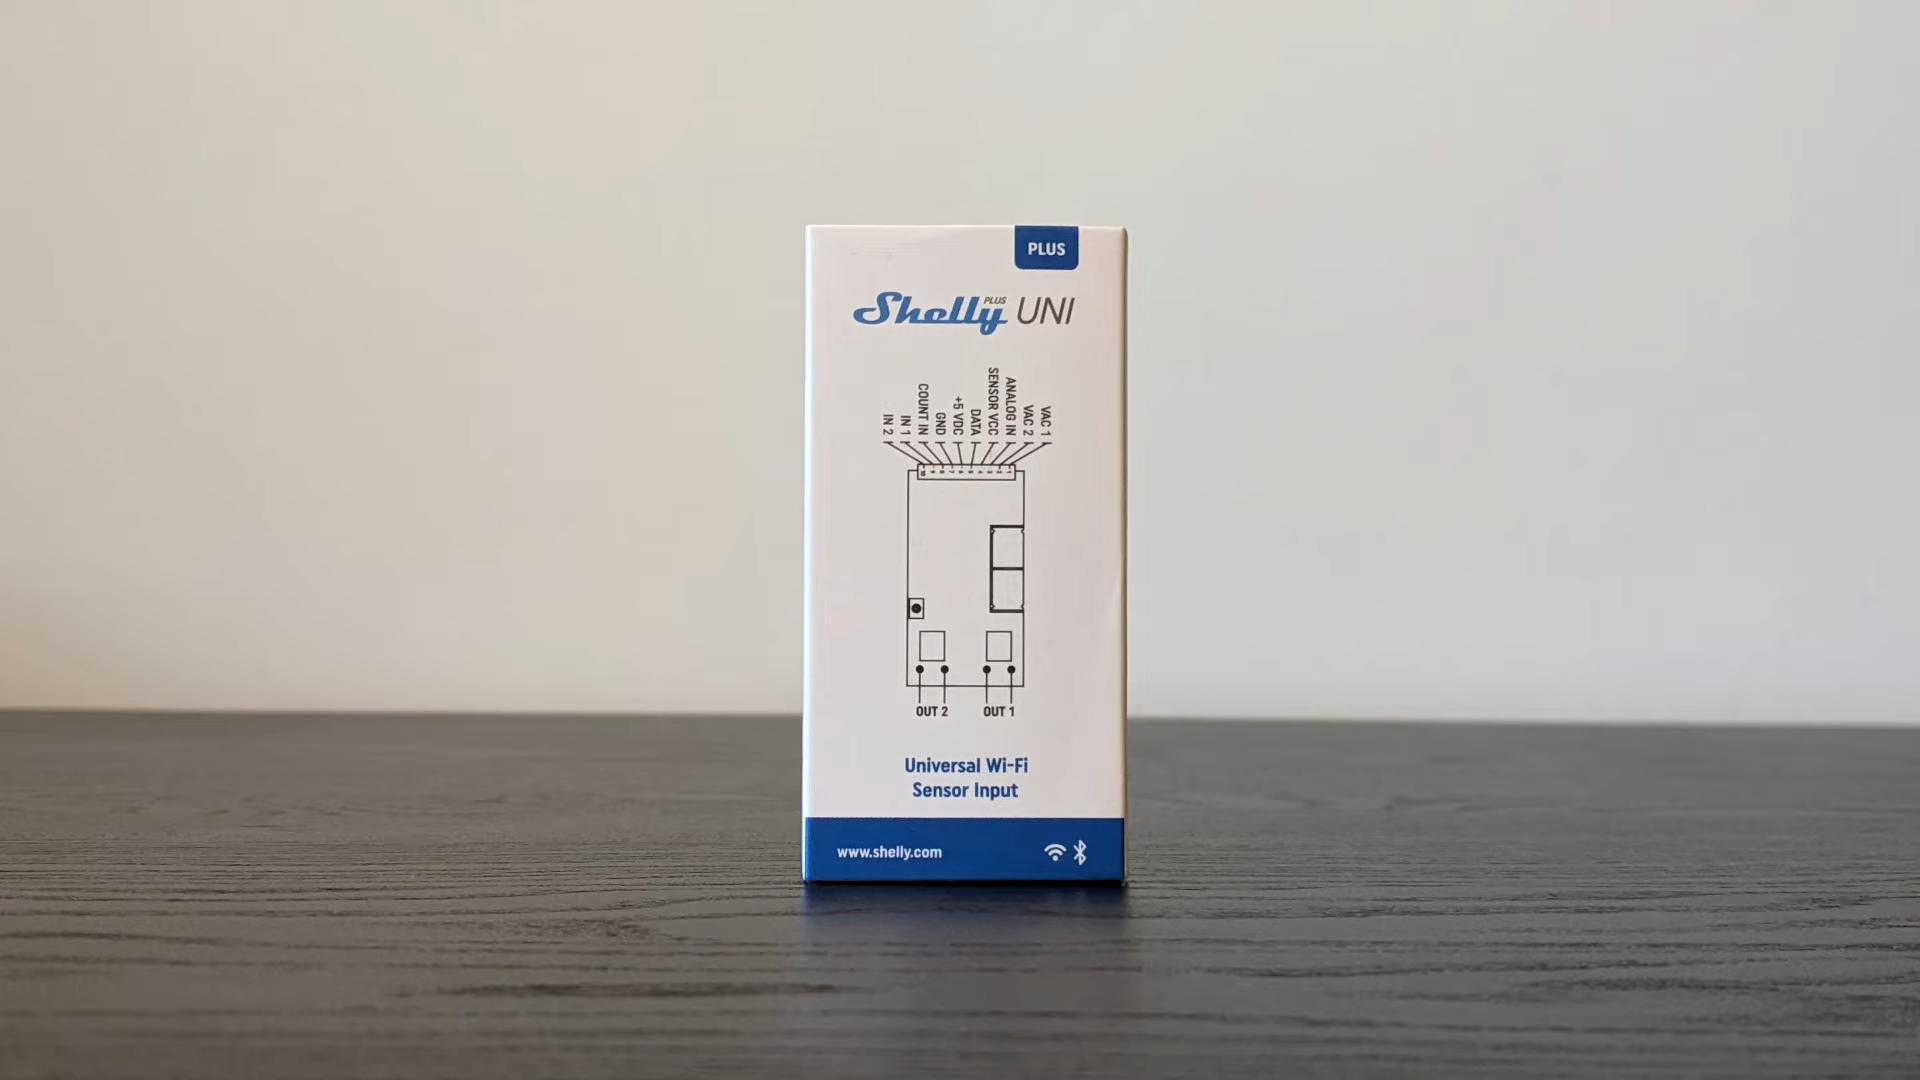 PLUS
Shelly PLUS UNI
IN 2
IN 1
COUNT IN
GND
+5 VDC
DATA
SENSOR VCC
ANALOG IN
VAC 2
VAC 1
OUT 2
OUT 1
Universal Wi-Fi
Sensor Input
www.shelly.com